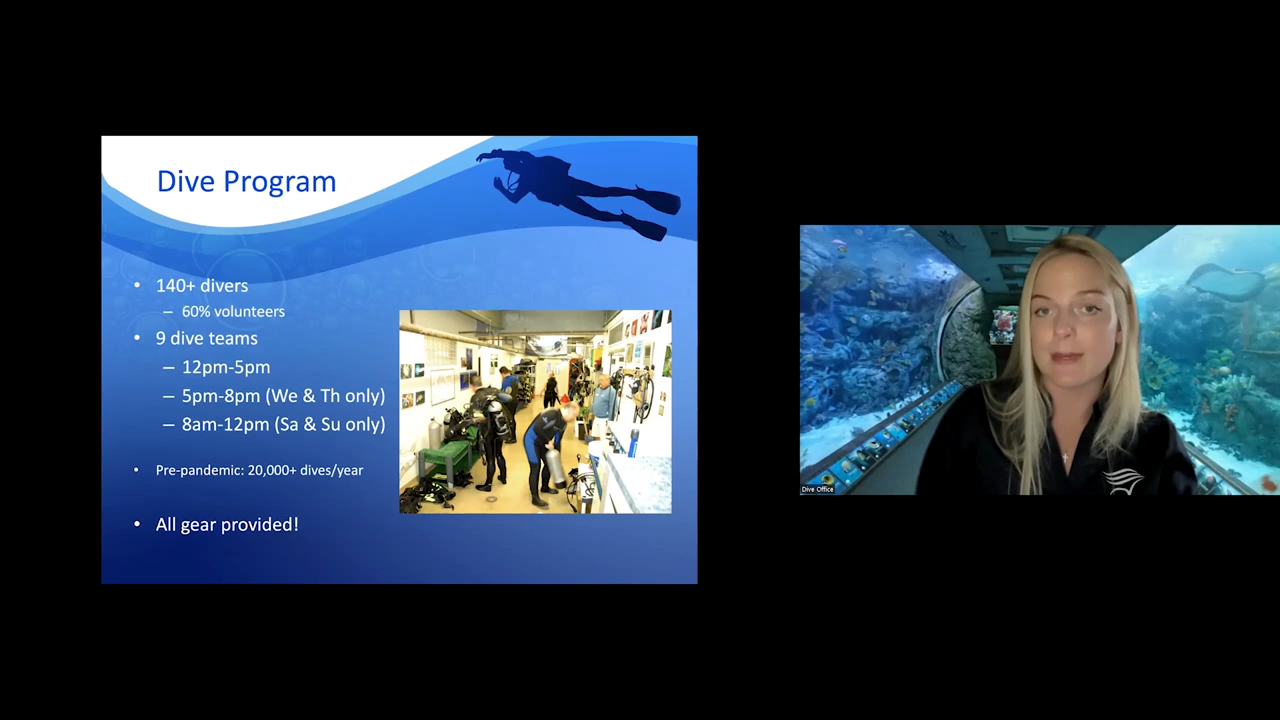 Dive Program
• 140+ divers
– 60% volunteers
• 9 dive teams
– 12pm-5pm
– 5pm-8pm (We & Th only)
– 8am-12pm (Sa & Su only)
• Pre-pandemic: 20,000+ dives/year
• All gear provided!
Dive Office